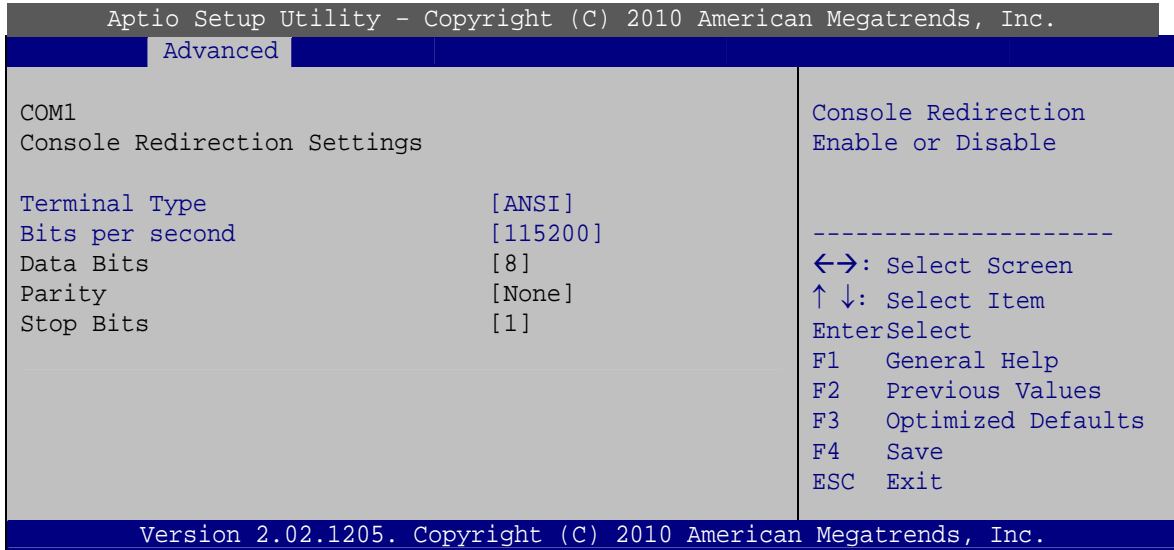 Aptio Setup Utility – Copyright (C) 2010 American Megatrends, Inc.
Advanced
COM1
Console Redirection Settings
Terminal Type [ANSI]
Bits per second [115200]
Data Bits [8]
Parity [None]
Stop Bits [1]
Console Redirection
Enable or Disable
---------------------
←→: Select Screen
↑ ↓: Select Item
EnterSelect
F1 General Help
F2 Previous Values
F3 Optimized Defaults
F4 Save
ESC Exit
Version 2.02.1205. Copyright (C) 2010 American Megatrends, Inc.